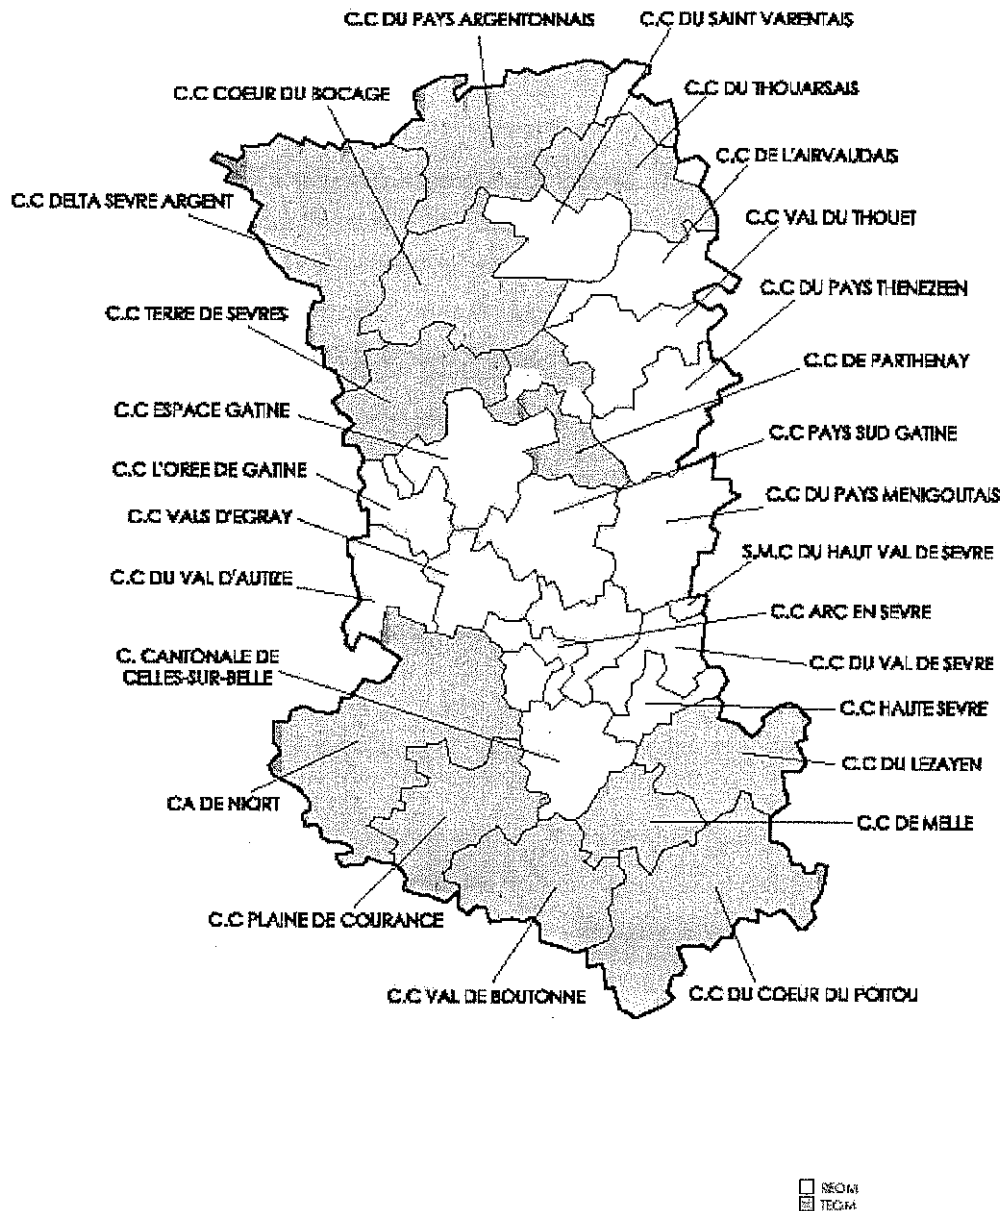 C.C DU PAYS ARGENTONNAIS
C.C DU SAINT VARENTAIS
C.C COEUR DU BOCAGE
C.C DU THOUARSAIS
C.C DE L'AIRVAUDAIS
C.C DELTA SEVRE ARGENT
C.C VAL DU THOUET
C.C DU PAYS THENEZEEN
C.C TERRE DE SEVRES
C.C DE PARTHENAY
C.C ESPACE GATINE
C.C PAYS SUD GATINE
C.C L'OREE DE GATINE
C.C DU PAYS MENIGOUTAIS
C.C VALS D'EGRAY
S.M.C DU HAUT VAL DE SEVRE
C.C DU VAL D'AUTIZE
C.C ARC EN SEVRE
C. CANTONALE DE
CELLES-SUR-BELLE
C.C DU VAL DE SEVRE
C.C HAUTE SEVRE
C.C DU LEZAYEN
CA DE NIORT
C.C DE MELLE
C.C PLAINE DE COURANCE
C.C VAL DE BOUTONNE
C.C DU COEUR DU POITOU
REOM
TEOM